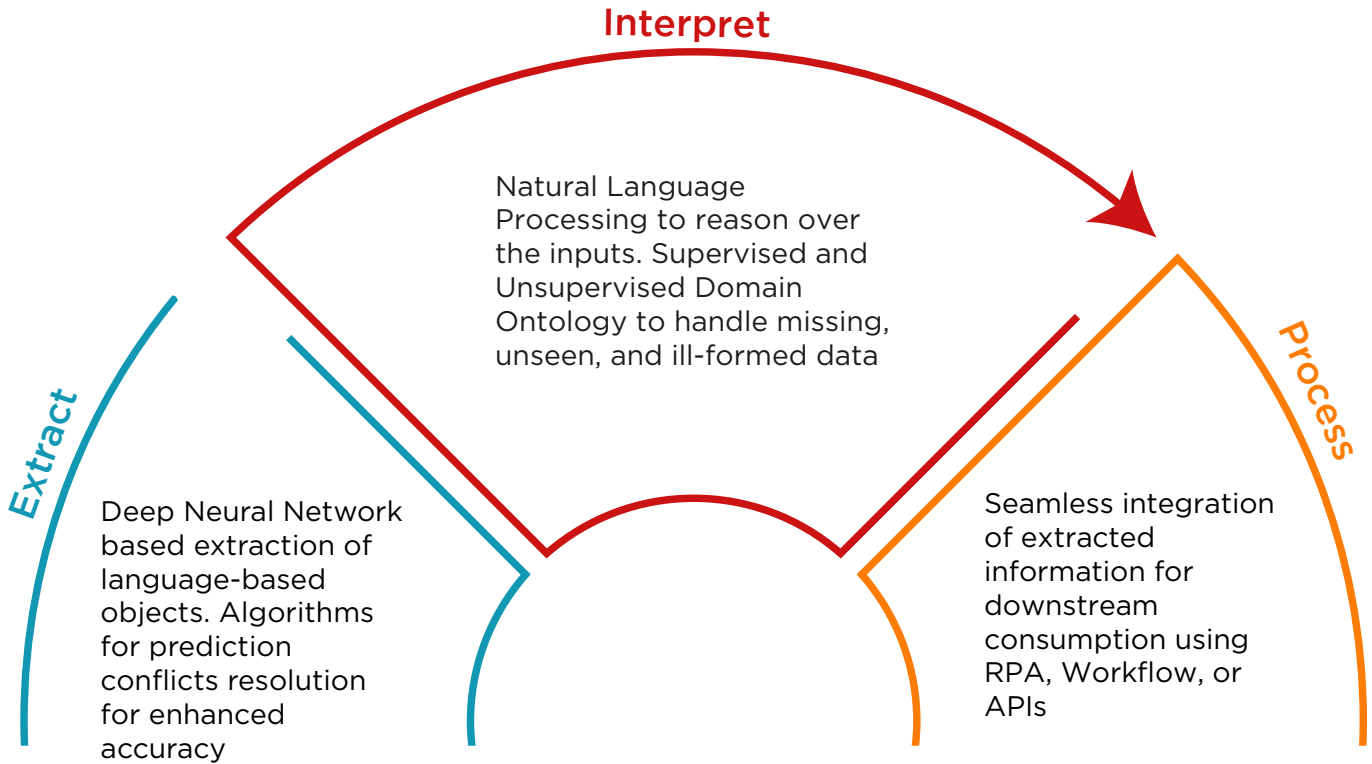 Interpret
Natural Language
Processing to reason over
the inputs. Supervised and
Unsupervised Domain
Ontology to handle missing,
unseen, and ill-formed data
Extract
Deep Neural Network
based extraction of
language-based
objects. Algorithms
for prediction
conflicts resolution
for enhanced
accuracy
Process
Seamless integration
of extracted
information for
downstream
consumption using
RPA, Workflow, or
APIs